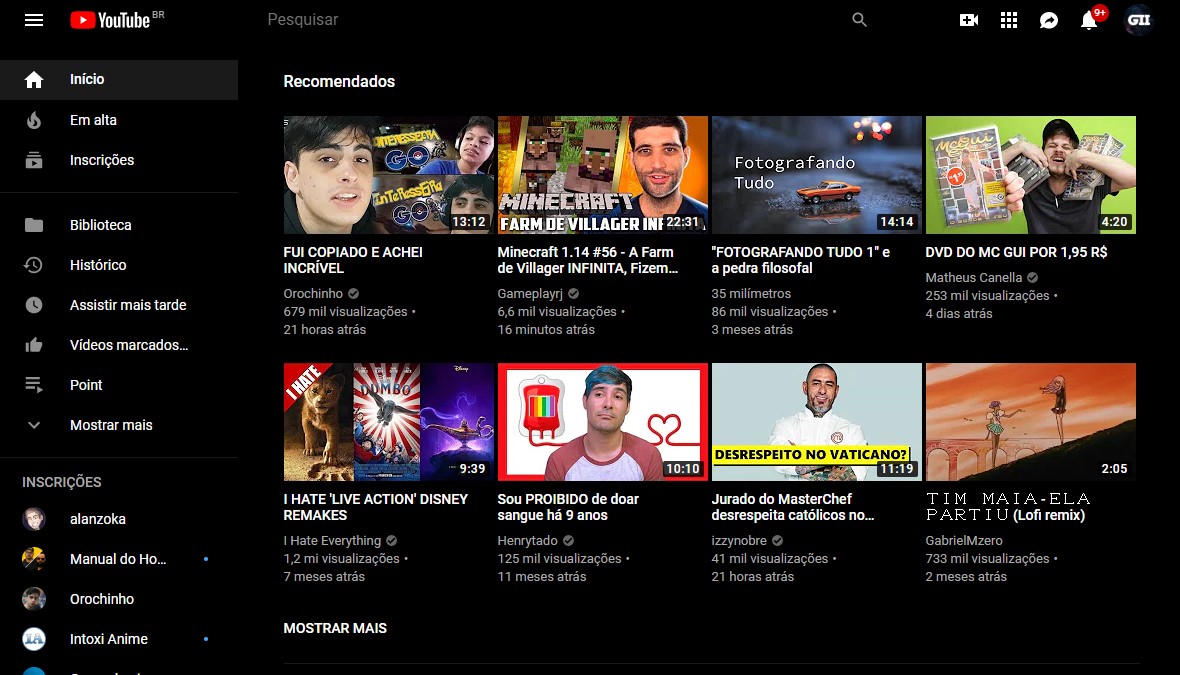 YouTube BR
Pesquisar
9+
GII
Início
Em alta
Inscrições
Biblioteca
Histórico
Assistir mais tarde
Vídeos marcados...
Point
Mostrar mais
INSCRIÇÕES
alanzoka
Manual do Ho...
Orochinho
Intoxi Anime
IA
Recomendados
INTERESSEIRA
GO
INTERESSEIRA
GO
13:12
FUI COPIADO E ACHEI
INCRÍVEL
Orochinho
679 mil visualizações •
21 horas atrás
MINECRAFT
FARM DE VILLAGER
22:31
Minecraft 1.14 #56 - A Farm
de Villager INFINITA, Fizem...
Gameplayrj
6,6 mil visualizações •
16 minutos atrás
Fotografando
Tudo
14:14
"FOTOGRAFANDO TUDO 1" e
a pedra filosofal
35 milímetros
86 mil visualizações •
3 meses atrás
4:20
DVD DO MC GUI POR 1,95 R$
Matheus Canella
253 mil visualizações •
4 dias atrás
I HATE
DUMBO
Disney
9:39
I HATE 'LIVE ACTION' DISNEY
REMAKES
I Hate Everything
1,2 mi visualizações •
7 meses atrás
10:10
Sou PROIBIDO de doar
sangue há 9 anos
Henrytado
125 mil visualizações •
11 meses atrás
DESRESPEITO NO VATICANO?
11:19
Jurado do MasterChef
desrespeita católicos no...
izzynobre
41 mil visualizações •
21 horas atrás
2:05
TIM MAIA-ELA
PARTIU (Lofi remix)
GabrielMzero
733 mil visualizações •
2 meses atrás
MOSTRAR MAIS